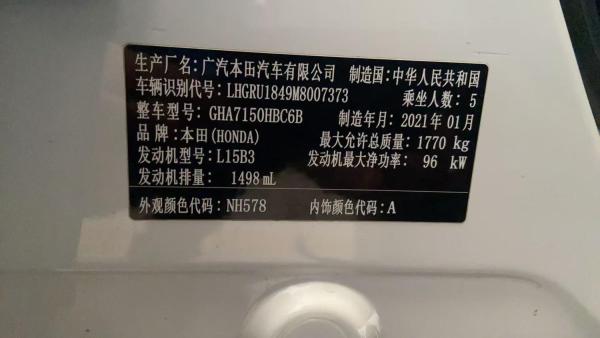 生产厂名:广汽本田汽车有限公司 制造国:中华人民共和国
车辆识别代号:LHGRU1849M8007373 乘坐人数:5
整车型号:GHA7150HBC6B 制造年月:2021年01月
品牌:本田(HONDA) 最大允许总质量:1770 kg
发动机型号:L15B3 发动机最大净功率:96 kW
发动机排量:1498 mL
外观颜色代码:NH578 内饰颜色代码:A